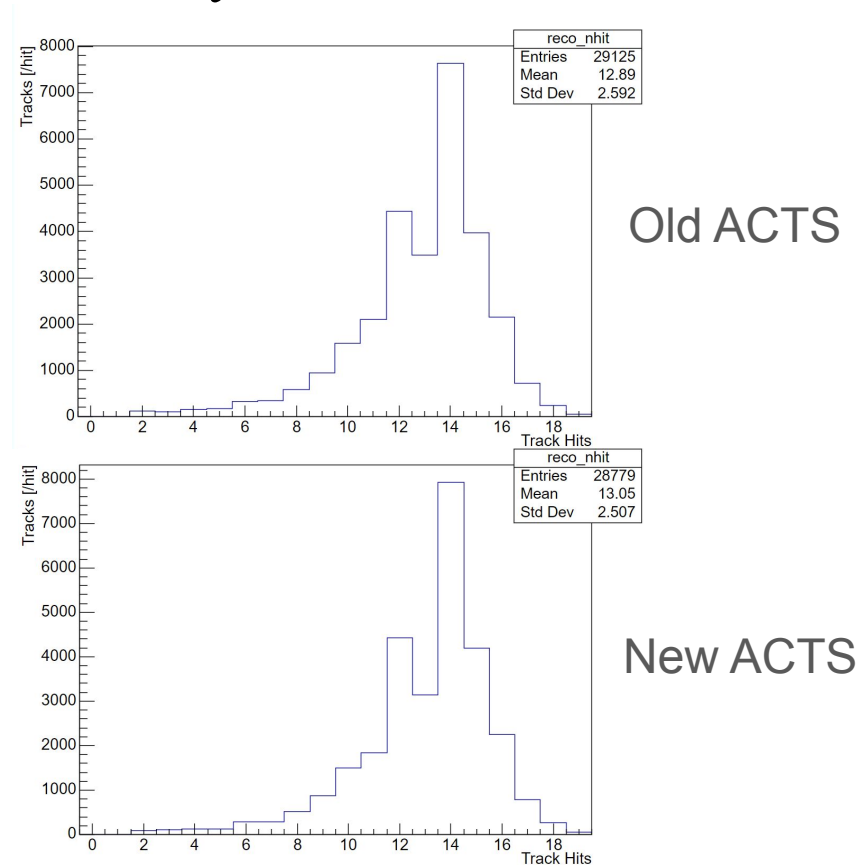 reco_nhit
Entries 29125
Mean 12.89
Std Dev 2.592
Tracks [/hit]
8000
7000
6000
5000
4000
3000
2000
1000
0
0 2 4 6 8 10 12 14 16 18
Track Hits
Old ACTS
reco_nhit
Entries 28779
Mean 13.05
Std Dev 2.507
Tracks [/hit]
8000
7000
6000
5000
4000
3000
2000
1000
0
0 2 4 6 8 10 12 14 16 18
Track Hits
New ACTS